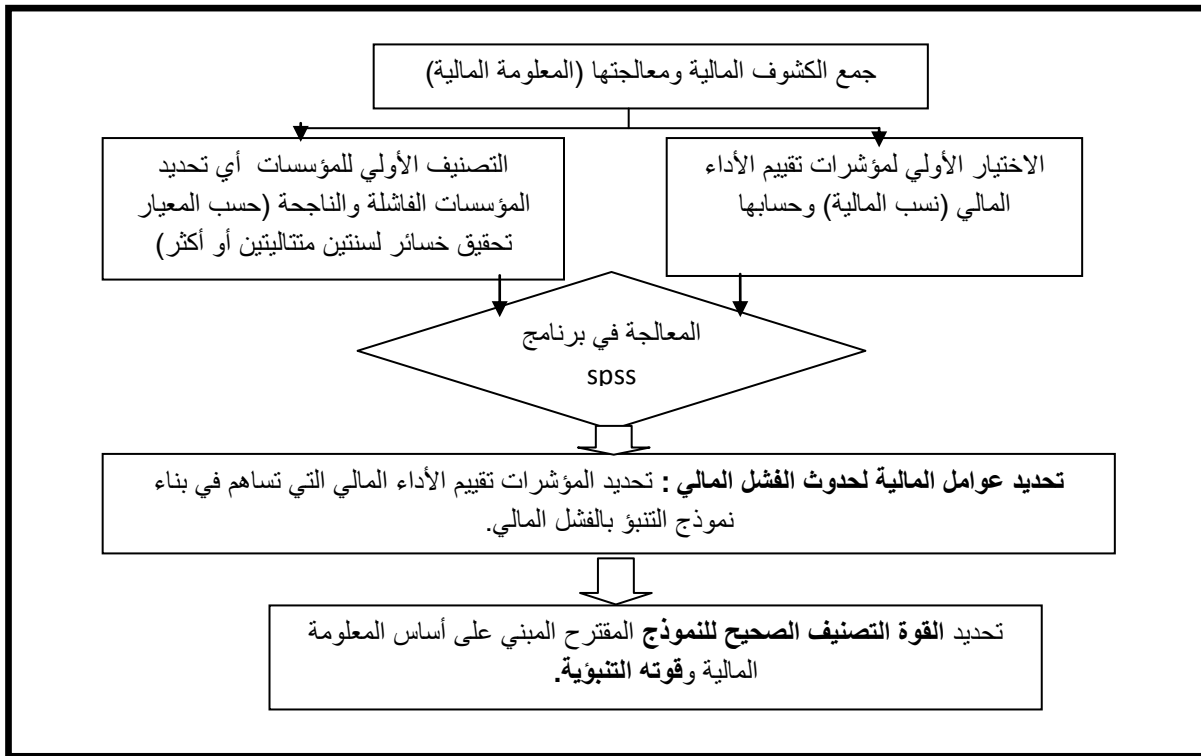 جمع الكشوف المالية ومعالجتها (المعلومة المالية)
الاختيار الأولي لمؤشرات تقييم الأداء
المالي (نسب المالية) وحسابها
التصنيف الأولي للمؤسسات أي تحديد
المؤسسات الفاشلة والناجحة (حسب المعيار
تحقيق خسائر لسنتين متتاليتين أو أكثر)
المعالجة في برنامج
spss
تحديد عوامل المالية لحدوث الفشل المالي : تحديد المؤشرات تقييم الأداء المالي التي تساهم في بناء
نموذج التنبؤ بالفشل المالي.
تحديد القوة التصنيف الصحيح للنموذج المقترح المبني على أساس المعلومة
المالية وقوته التنبؤية.